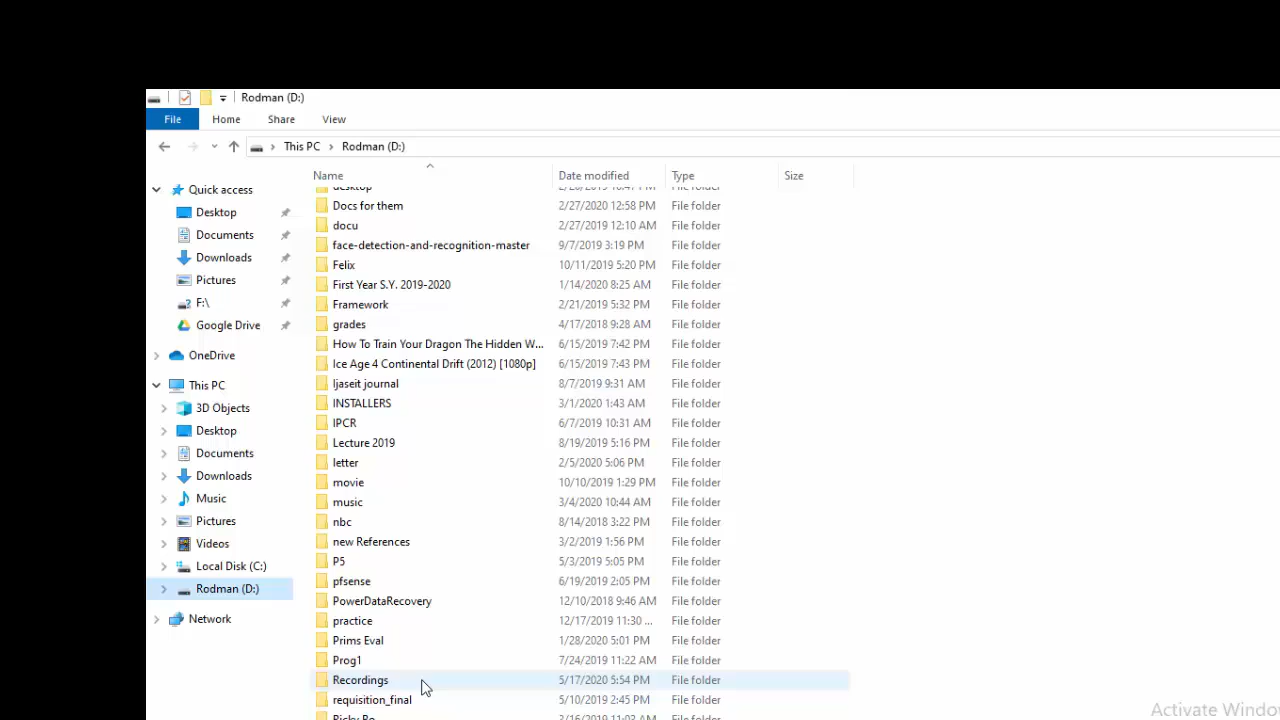 Rodman (D:)
File Home Share View
This PC Rodman (D:)
Name Date modified Type Size
Quick access
Desktop
Documents
Downloads
Pictures
F:\
Google Drive
OneDrive
This PC
3D Objects
Desktop
Documents
Downloads
Music
Pictures
Videos
Local Disk (C:)
Rodman (D:)
Network
desktop File folder
Docs for them 2/27/2020 12:58 PM File folder
docu 2/27/2019 12:10 AM File folder
face-detection-and-recognition-master 9/7/2019 3:19 PM File folder
Felix 10/11/2019 5:20 PM File folder
First Year S.Y. 2019-2020 1/14/2020 8:25 AM File folder
Framework 2/21/2019 5:32 PM File folder
grades 4/17/2018 9:28 AM File folder
How To Train Your Dragon The Hidden W... 6/15/2019 7:42 PM File folder
Ice Age 4 Continental Drift (2012) [1080p] 6/15/2019 7:43 PM File folder
Ijaseit journal 8/7/2019 9:31 AM File folder
INSTALLERS 3/1/2020 1:43 AM File folder
IPCR 6/7/2019 10:31 AM File folder
Lecture 2019 8/19/2019 5:16 PM File folder
letter 2/5/2020 5:06 PM File folder
movie 10/10/2019 1:29 PM File folder
music 3/4/2020 10:44 AM File folder
nbc 8/14/2018 3:22 PM File folder
new References 3/2/2019 1:56 PM File folder
P5 5/3/2019 5:05 PM File folder
pfsense 6/19/2019 2:05 PM File folder
PowerDataRecovery 12/10/2018 9:46 AM File folder
practice 12/17/2019 11:30 ... File folder
Prims Eval 1/28/2020 5:01 PM File folder
Prog1 7/24/2019 11:22 AM File folder
Recordings 5/17/2020 5:54 PM File folder
requisition_final 5/10/2019 2:45 PM File folder
File folder
Activate Windo